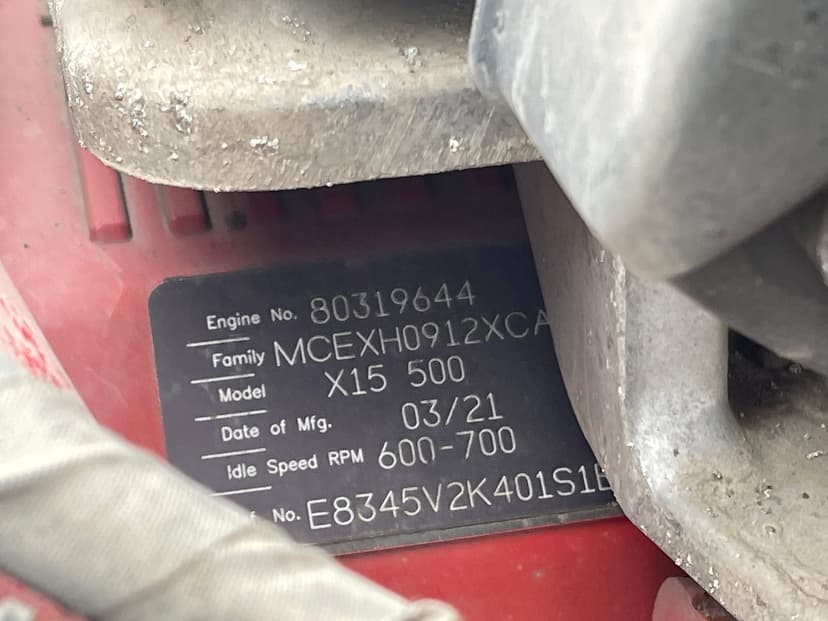 Engine No. 80319644
Family MCEXH0912XCA
Model X15 500
Date of Mfg. 03/21
Idle Speed RPM 600-700
No. E8345V2K401S1